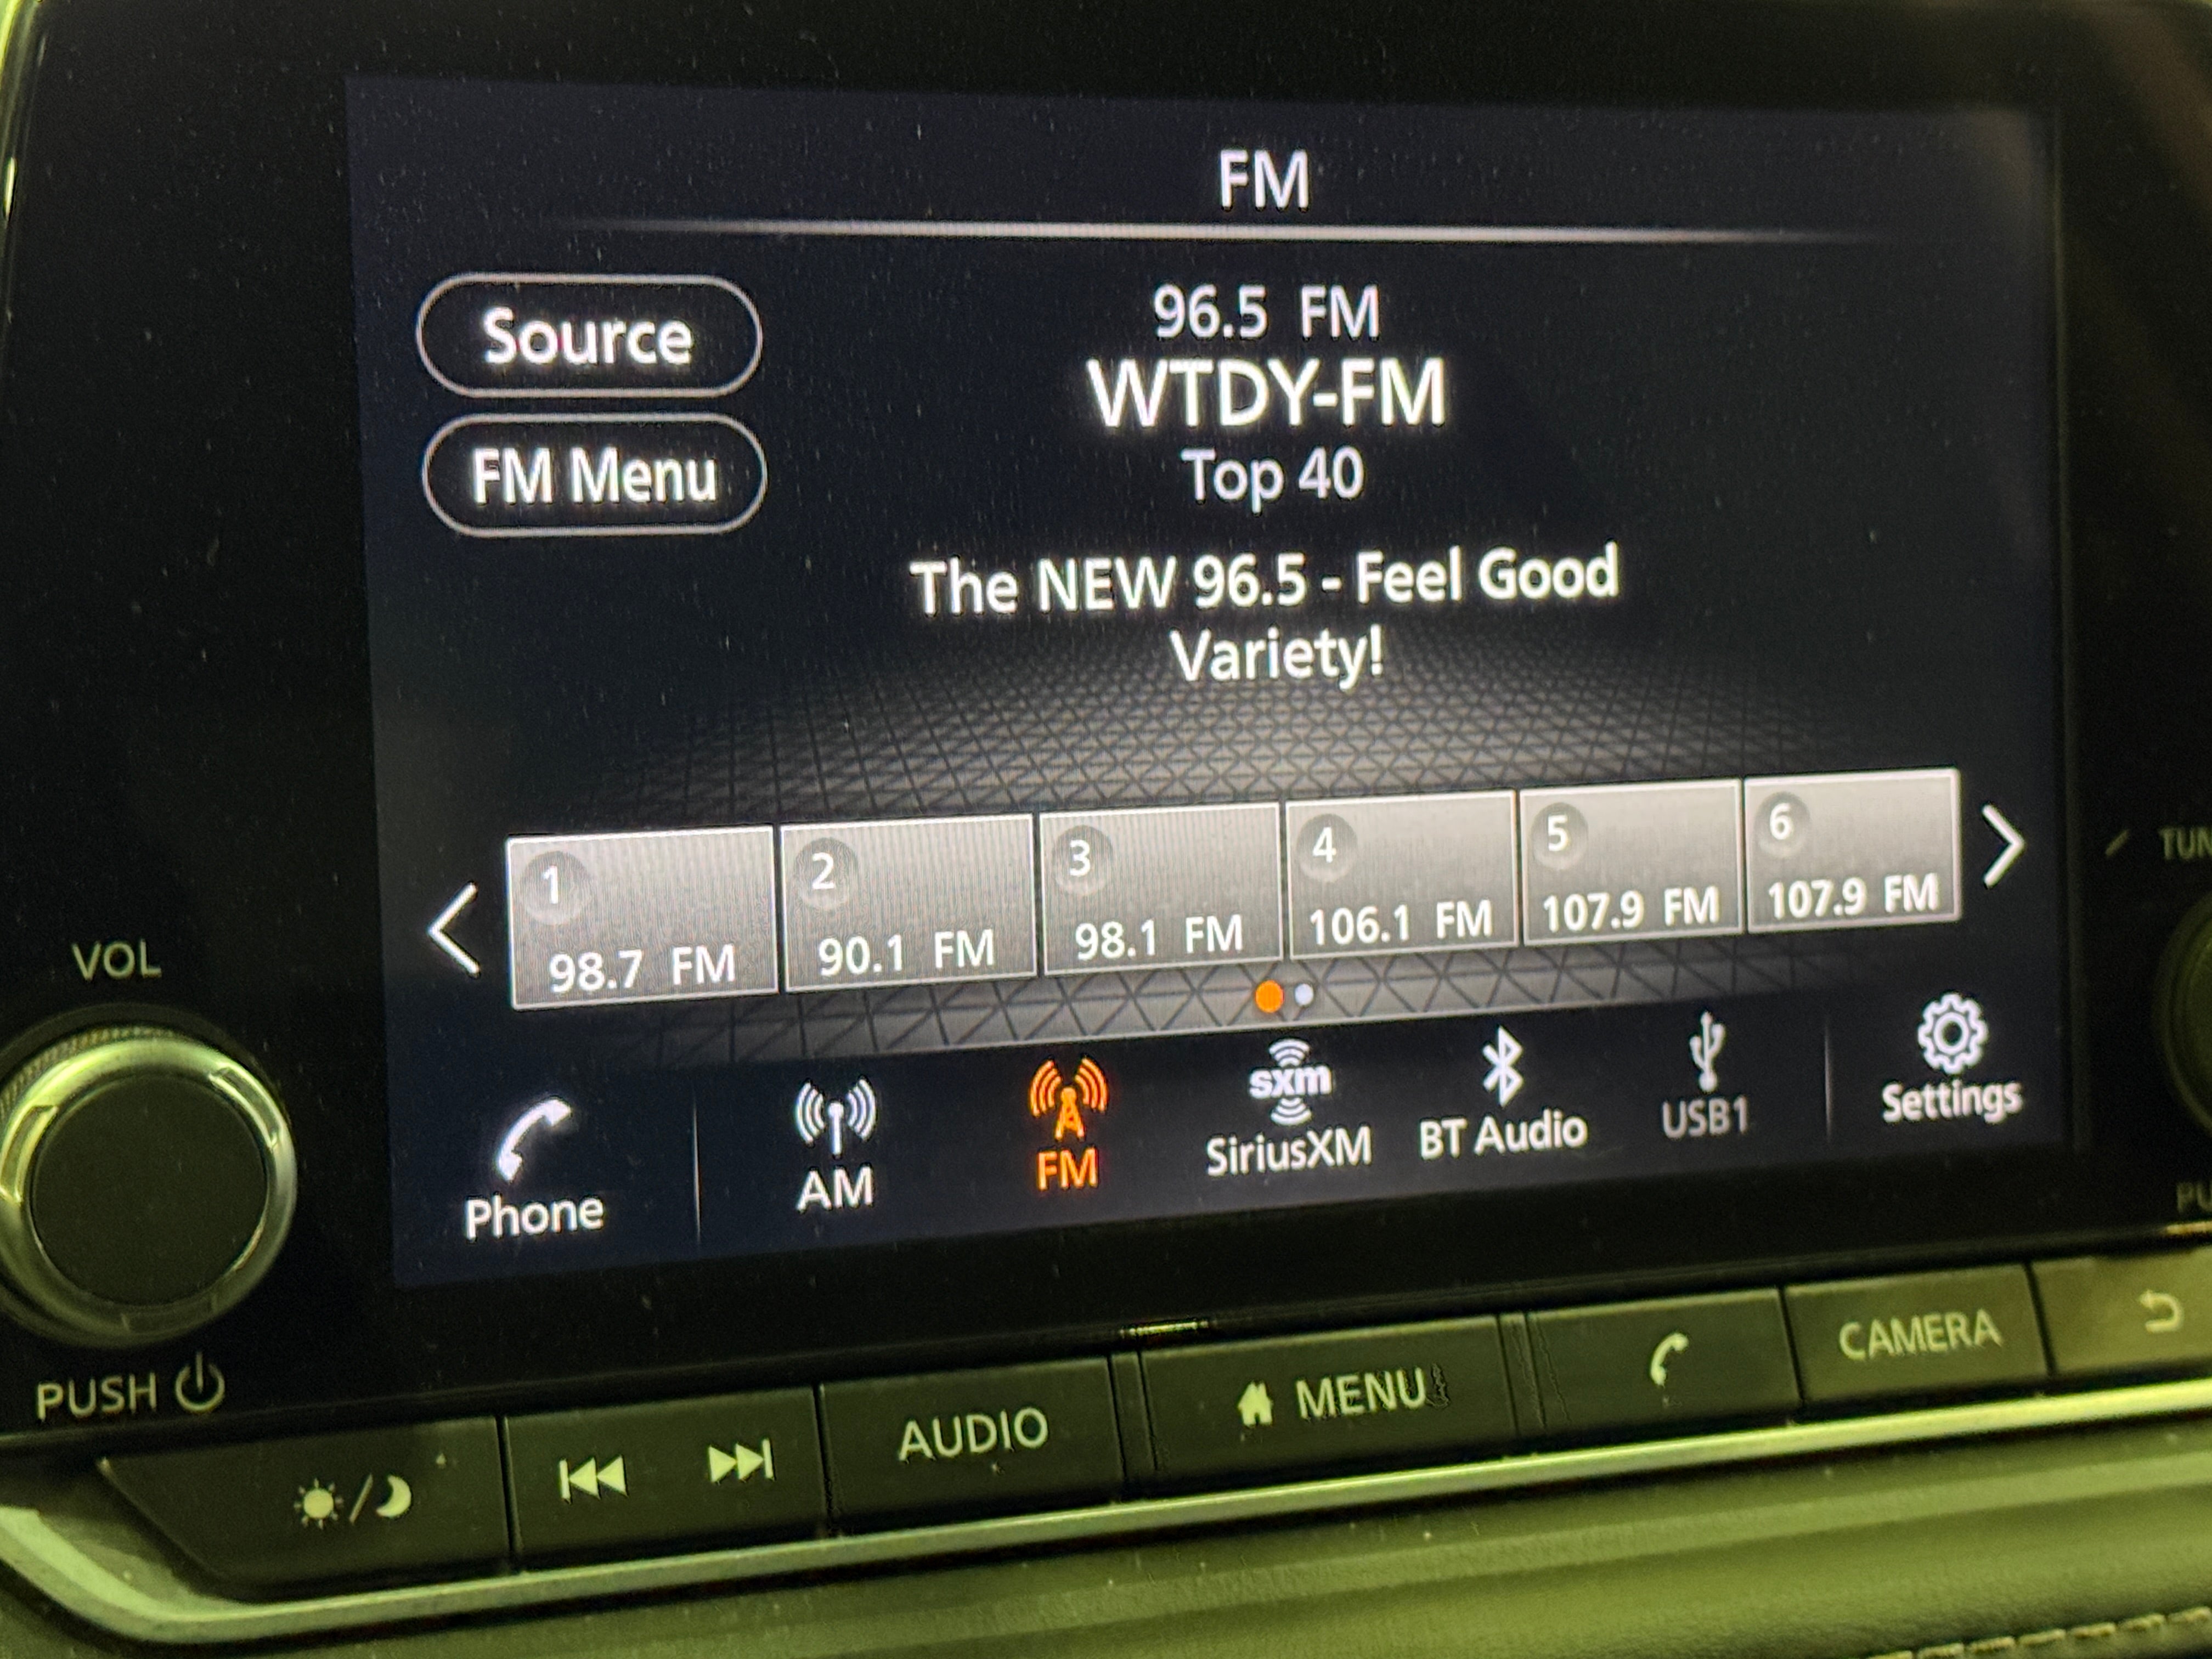 FM
Source
96.5 FM
WTDY-FM
FM Menu
Top 40
The NEW 96.5 - Feel Good
Variety!
1
98.7 FM
2
90.1 FM
3
98.1 FM
4
106.1 FM
5
107.9 FM
6
107.9 FM
Phone
AM
FM
sxm
SiriusXM
BT Audio
USB1
Settings
VOL
PUSH
AUDIO
MENU
CAMERA